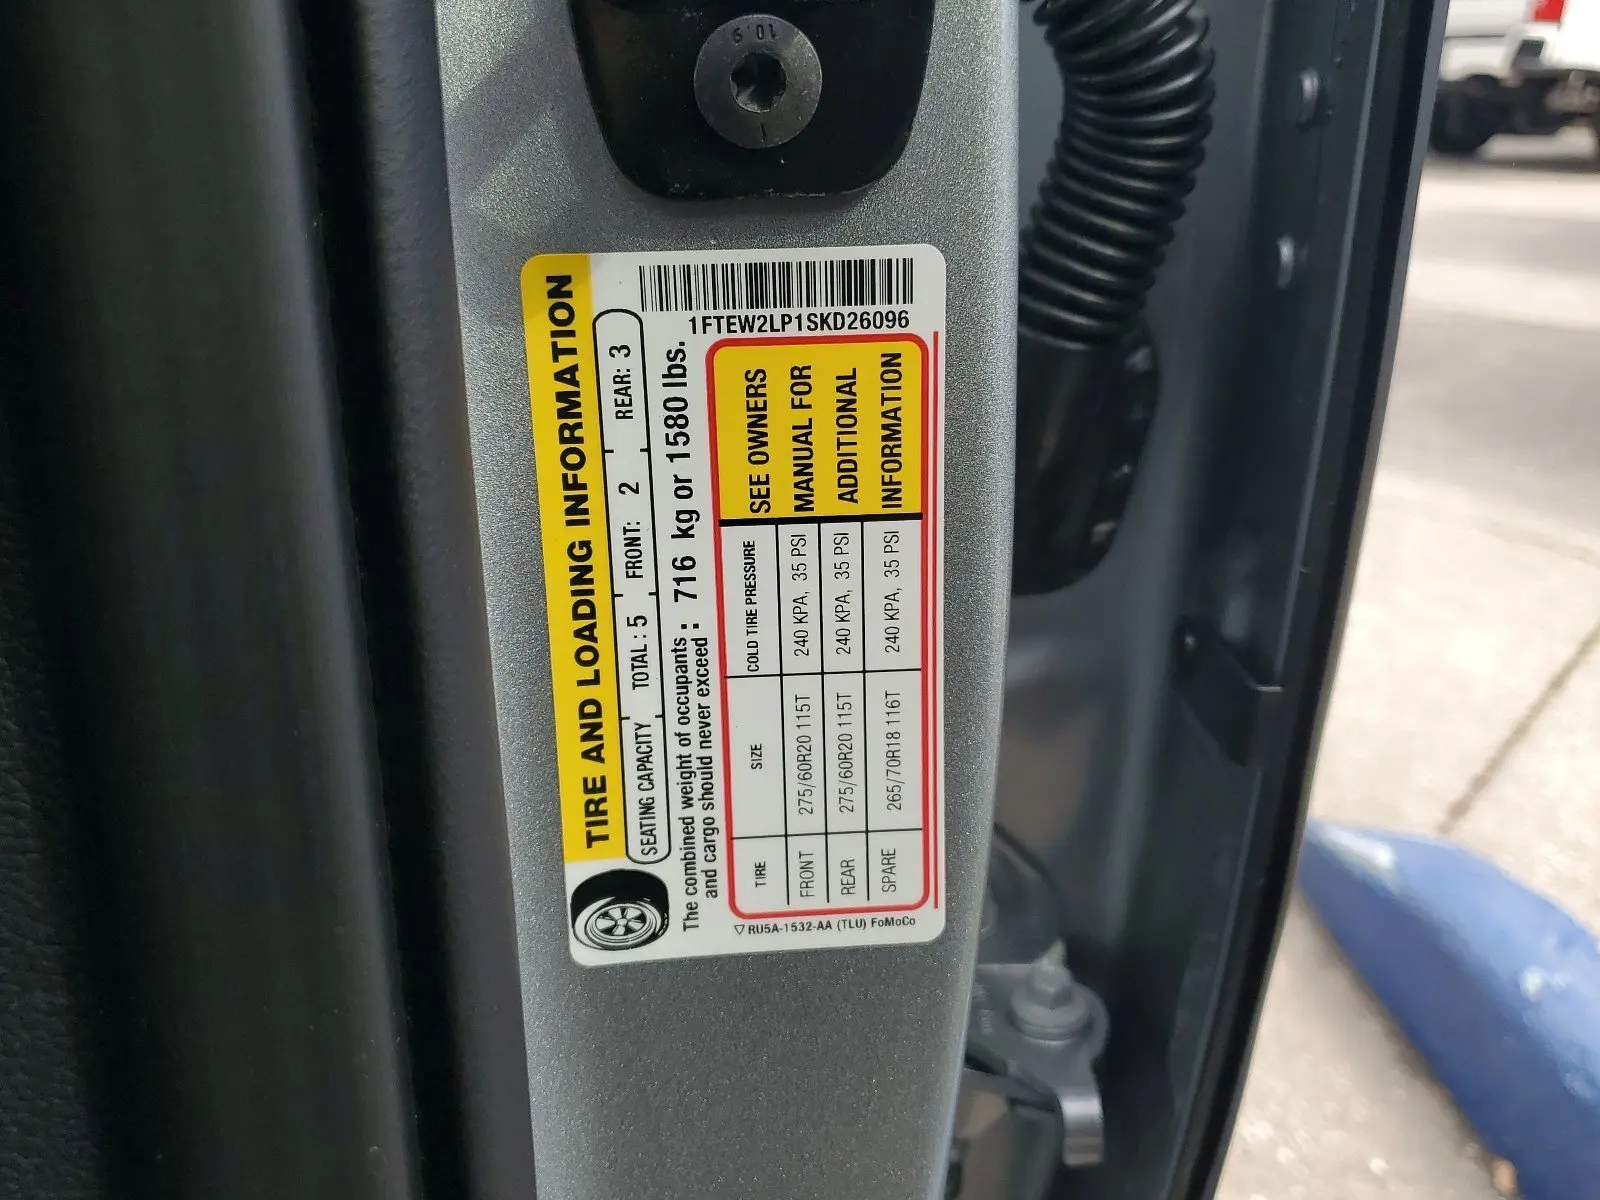 10.9
1FTEW2LP1SKD26096
TIRE AND LOADING INFORMATION
SEATING CAPACITY TOTAL : 5 FRONT: 2 REAR: 3
The combined weight of occupants : 716 kg or 1580 lbs.
and cargo should never exceed :
TIRE SIZE COLD TIRE PRESSURE SEE OWNERS
FRONT 275/60R20 115T 240 KPA, 35 PSI MANUAL FOR
REAR 275/60R20 115T 240 KPA, 35 PSI ADDITIONAL
SPARE 265/70R18 116T 240 KPA, 35 PSI INFORMATION
RU5A-1532-AA (TLU) FoMoCo